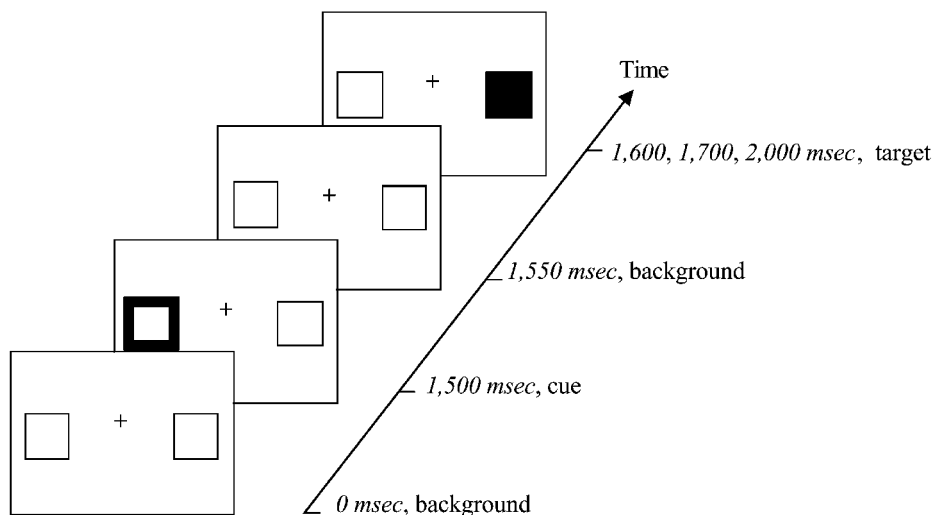 Time
1,600, 1,700, 2,000 msec, target
1,550 msec, background
1,500 msec, cue
0 msec, background